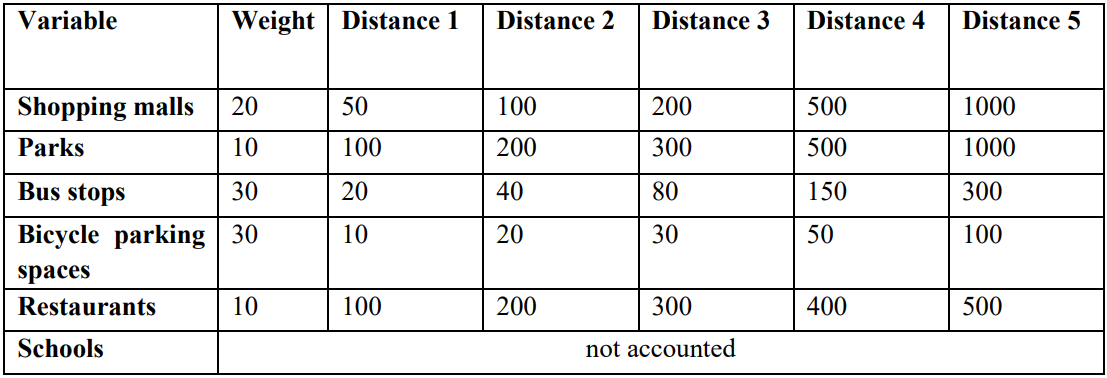 Variable Weight Distance 1 Distance 2 Distance 3 Distance 4 Distance 5
Shopping malls 20 50 100 200 500 1000
Parks 10 100 200 300 500 1000
Bus stops 30 20 40 80 150 300
Bicycle parking 30 10 20 30 50 100
spaces
Restaurants 10 100 200 300 400 500
Schools not accounted